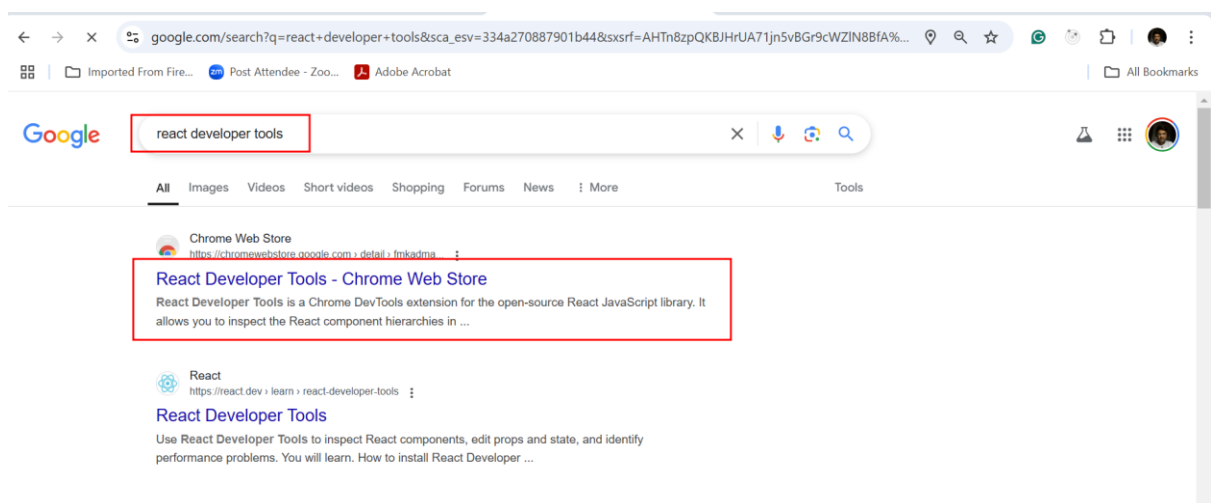 google.com/search?q=react+developer+tools&sca_esv=334a270887901b44&sxsrf=AHTn8zpQKBJHrUA71jn5vBGr9cWZlN8BfA%...
Imported From Fire... zm Post Attendee - Zoo... Adobe Acrobat All Bookmarks
Google react developer tools
All Images Videos Short videos Shopping Forums News More Tools
Chrome Web Store
https://chromewebstore.google.com › detail › fmkadma...
React Developer Tools - Chrome Web Store
React Developer Tools is a Chrome DevTools extension for the open-source React JavaScript library. It
allows you to inspect the React component hierarchies in ...
React
https://react.dev › learn › react-developer-tools
React Developer Tools
Use React Developer Tools to inspect React components, edit props and state, and identify
performance problems. You will learn. How to install React Developer ...